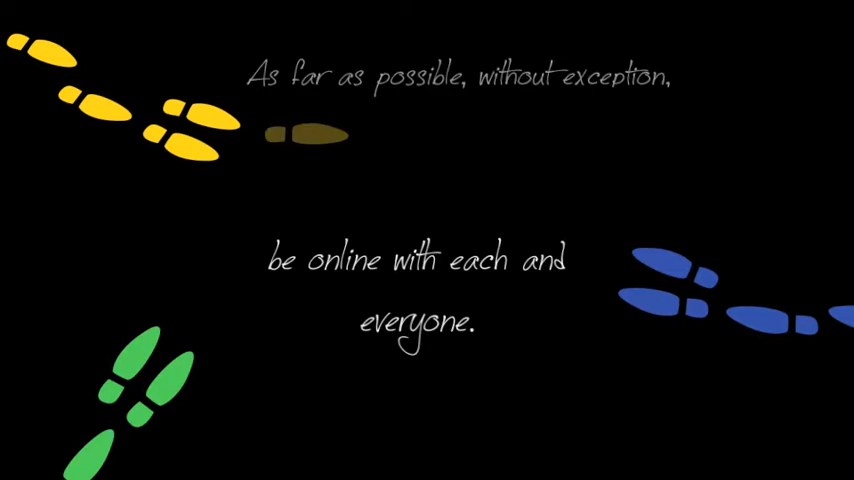 As far as possible, without exception,
be online with each and
everyone.